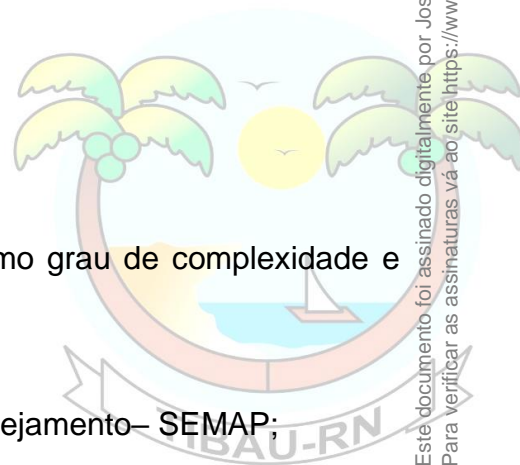 mo grau de complexidade e
ejamento– SEMAP;
IBAU-RN
Este documento foi assinado digitalmente por Jos
Para verificar as assinaturas vá ao site https://ww